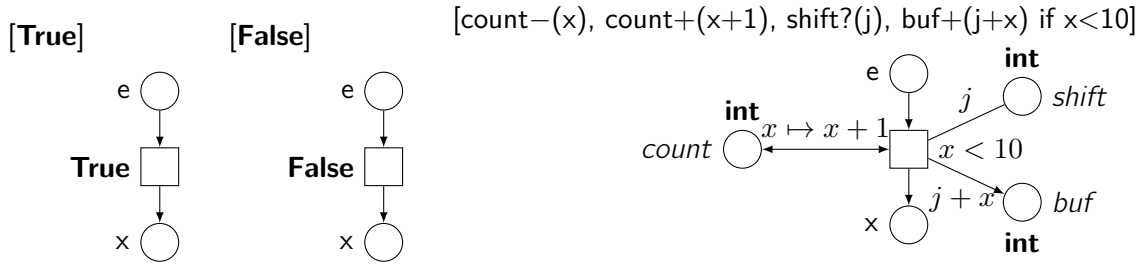 [count−(x), count+(x+1), shift?(j), buf+(j+x) if x<10]
[True] [False]
e e e int
int j shift
x ↦ x + 1
True False count x < 10
j + x buf
x x x int